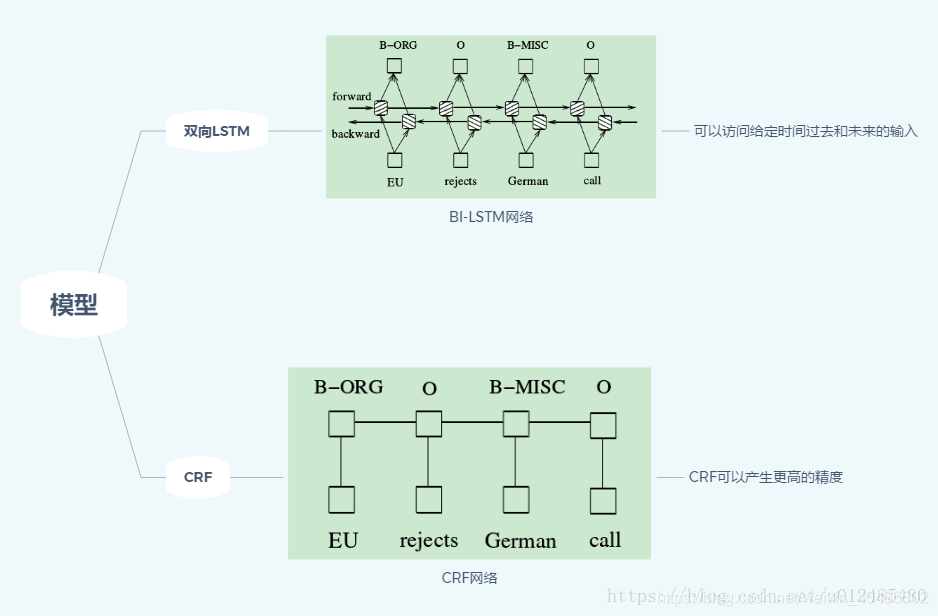 模型
双向LSTM
B-ORG O B-MISC O
forward
backward
EU rejects German call
BI-LSTM网络
可以访问给定时间过去和未来的输入
CRF
B-ORG O B-MISC O
EU rejects German call
CRF网络
CRF可以产生更高的精度
https://blog.csdn.net/u012485480